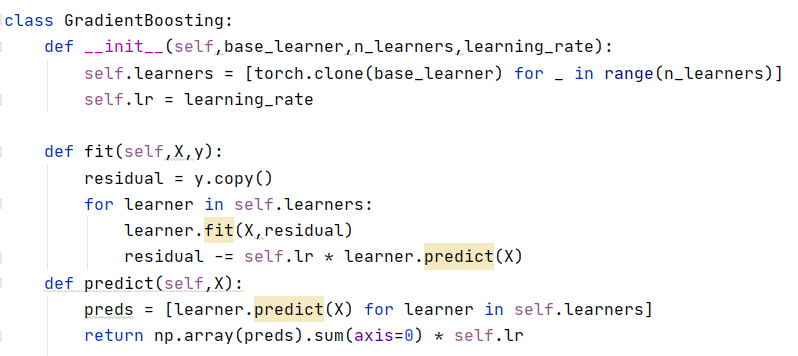 class GradientBoosting:
    def __init__(self,base_learner,n_learners,learning_rate):
        self.learners = [torch.clone(base_learner) for _ in range(n_learners)]
        self.lr = learning_rate

    def fit(self,X,y):
        residual = y.copy()
        for learner in self.learners:
            learner.fit(X,residual)
            residual -= self.lr * learner.predict(X)
    def predict(self,X):
        preds = [learner.predict(X) for learner in self.learners]
        return np.array(preds).sum(axis=0) * self.lr